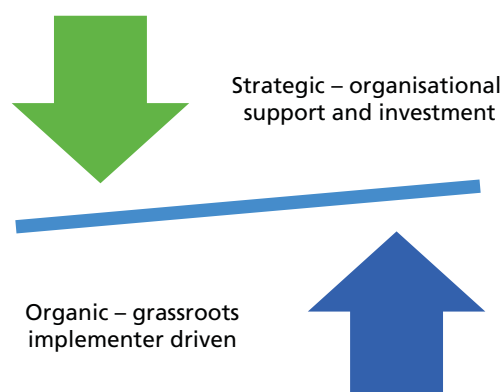 Strategic – organisational
support and investment
Organic – grassroots
implementer driven